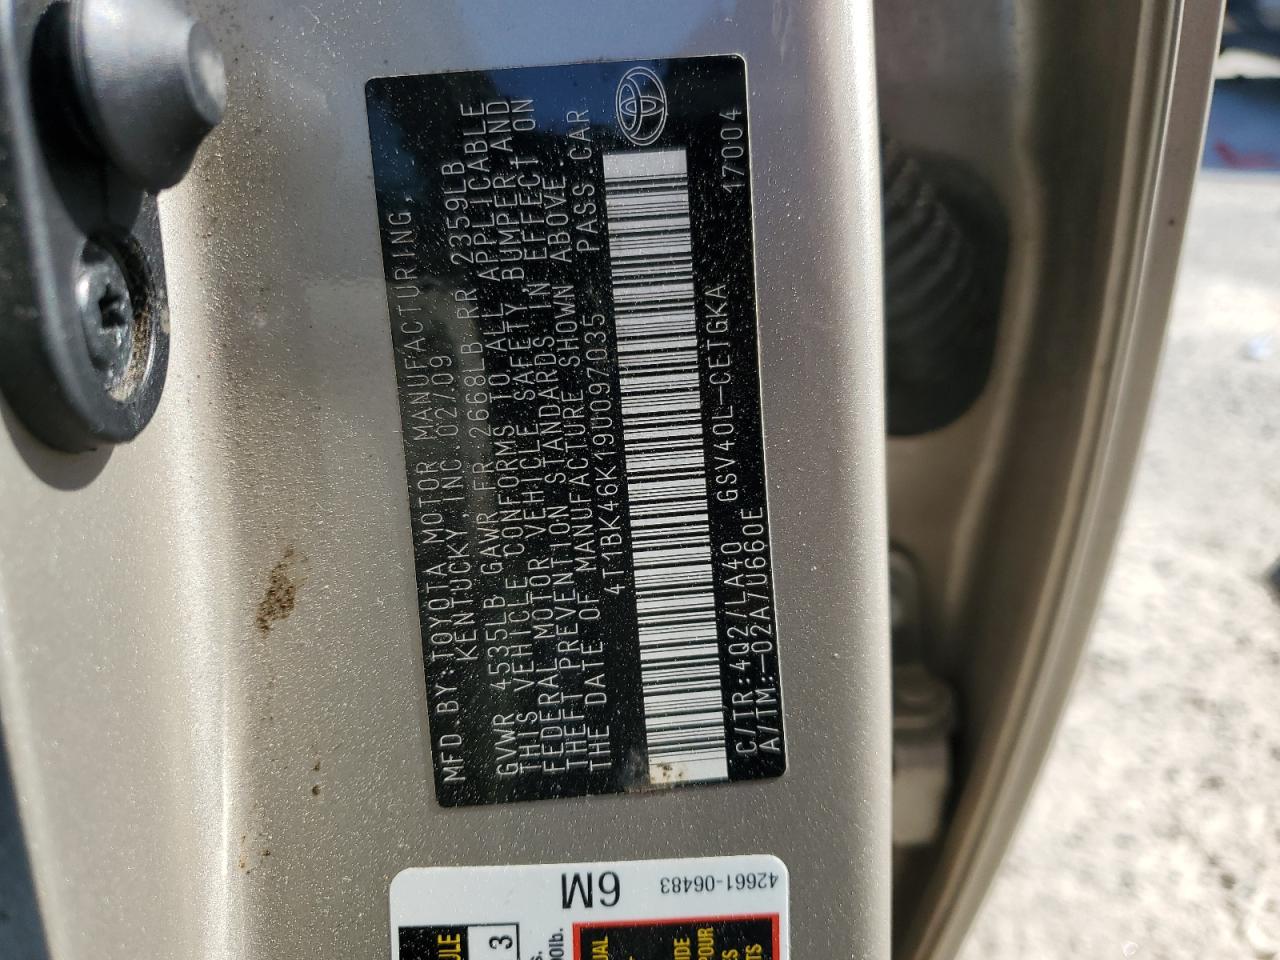 MFD.BY:TOYOTA MOTOR MANUFACTURING,
KENTUCKY,INC.02/09
GVWR 4535LB GAWR FR 2668LB RR 2359LB
THIS VEHICLE CONFORMS TO ALL APPLICABLE
FEDERAL MOTOR VEHICLE SAFETY,BUMPER,AND
THEFT PREVENTION STANDARDS IN EFFECT ON
THE DATE OF MANUFACTURE SHOWN ABOVE.
4T1BK46K19U097035 PASS CAR
C/TR:4Q2/LA40 GSV40L-CETGKA 17004
A/TM:-02A/U660E
6M
42661-06483
3